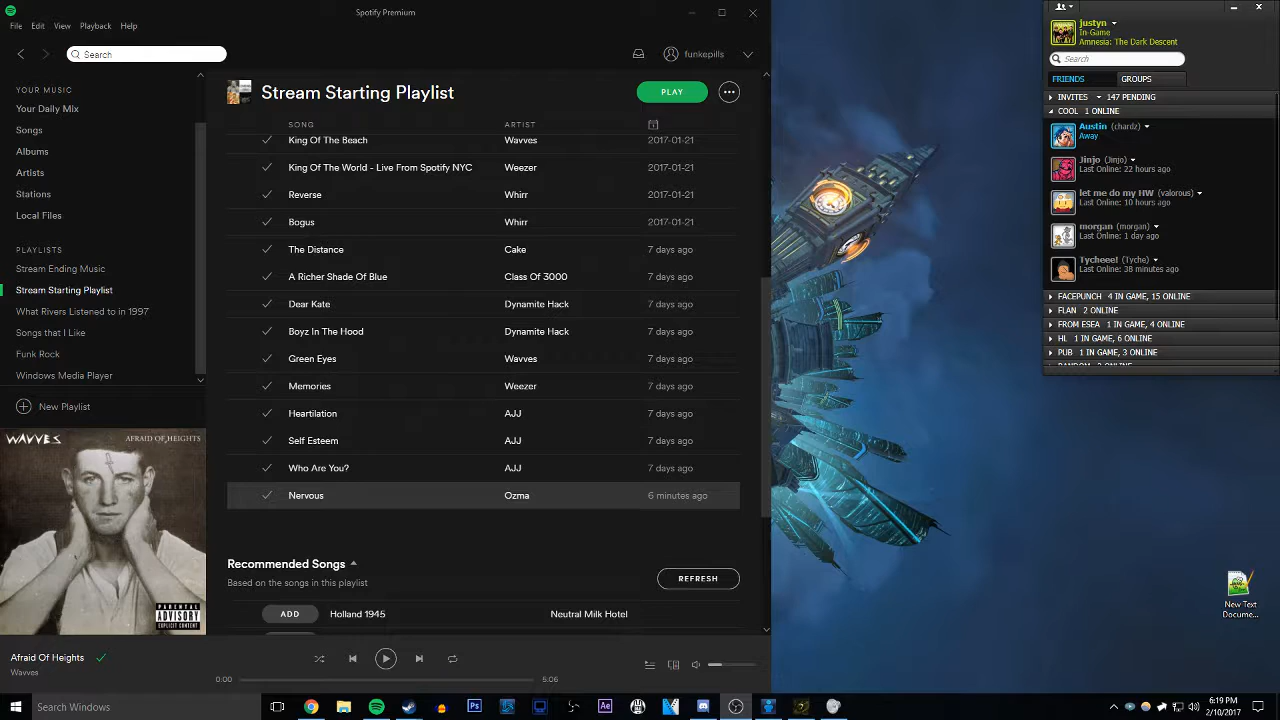 Spotify Premium
File Edit View Playback Help
Search
funkepills
YOUR MUSIC
Your Daily Mix
Songs
Albums
Artists
Stations
Local Files
PLAYLISTS
Stream Ending Music
Stream Starting Playlist
What Rivers Listened to in 1997
Songs that I Like
Funk Rock
Windows Media Player
New Playlist
WAVVES AFRAID OF HEIGHTS
PARENTAL
ADVISORY
EXPLICIT CONTENT
Stream Starting Playlist
PLAY
SONG ARTIST
King Of The Beach Wavves 2017-01-21
King Of The World - Live From Spotify NYC Weezer 2017-01-21
Reverse Whirr 2017-01-21
Bogus Whirr 2017-01-21
The Distance Cake 7 days ago
A Richer Shade Of Blue Class Of 3000 7 days ago
Dear Kate Dynamite Hack 7 days ago
Boyz In The Hood Dynamite Hack 7 days ago
Green Eyes Wavves 7 days ago
Memories Weezer 7 days ago
Heartilation AJJ 7 days ago
Self Esteem AJJ 7 days ago
Who Are You? AJJ 7 days ago
Nervous Ozma 6 minutes ago
Recommended Songs
Based on the songs in this playlist
REFRESH
ADD Holland 1945 Neutral Milk Hotel
Afraid Of Heights
Wavves
0:00 5:06
justyn
In-Game
Amnesia: The Dark Descent
Search
FRIENDS GROUPS
INVITES 147 PENDING
COOL 1 ONLINE
Austin (chardz)
Away
Jinjo (Jinjo)
Last Online: 22 hours ago
let me do my HW (valorous)
Last Online: 10 hours ago
morgan (morgan)
Last Online: 1 day ago
Tycheee! (Tyche)
Last Online: 38 minutes ago
FACEPUNCH 4 IN GAME, 15 ONLINE
FLAN 2 ONLINE
FROM ESEA 1 IN GAME, 4 ONLINE
HL 1 IN GAME, 6 ONLINE
PUB 1 IN GAME, 3 ONLINE
New Text
Docume...
Search Windows
Ps
Ae
6:19 PM
2/10/2017